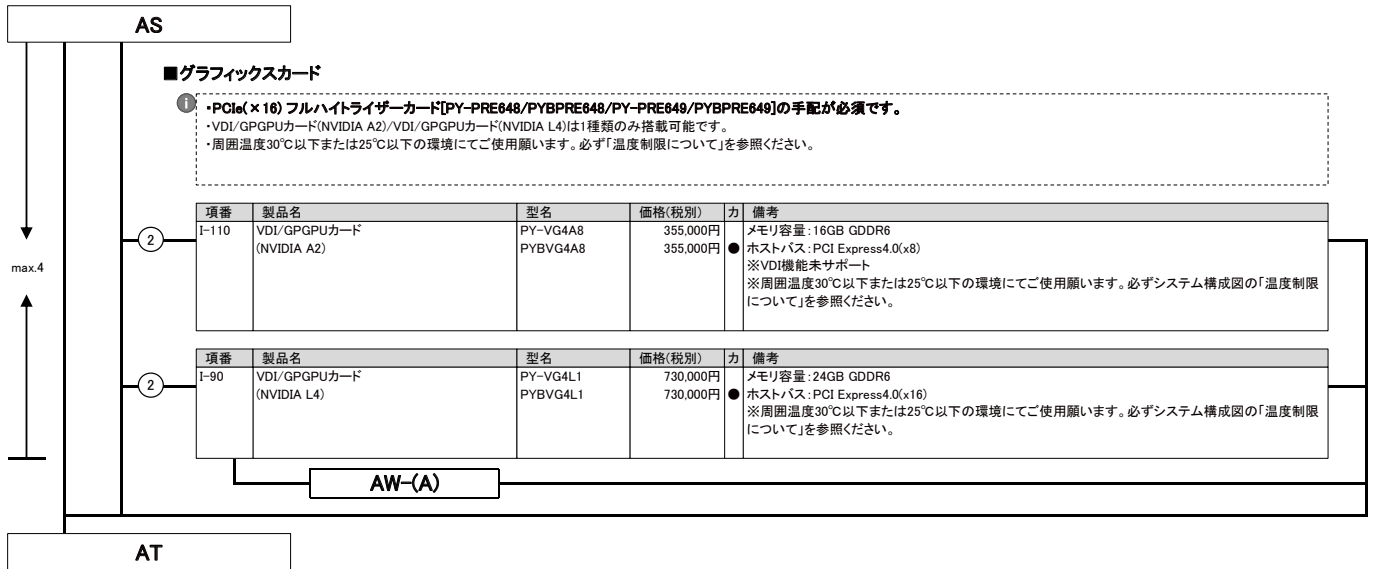 AS
■グラフィックスカード
i ・PCIe(×16) フルハイトライザーカード[PY-PRE648/PYBPRE648/PY-PRE649/PYBPRE649]の手配が必須です。
・VDI/GPGPUカード(NVIDIA A2)/VDI/GPGPUカード(NVIDIA L4)は1種類のみ搭載可能です。
・周囲温度30℃以下または25℃以下の環境にてご使用願います。必ず「温度制限について」を参照ください。
項番 製品名 型名 価格(税別) カ 備考
I-110 VDI/GPGPUカード PY-VG4A8 355,000円 メモリ容量:16GB GDDR6
2 (NVIDIA A2) PYBVG4A8 355,000円 ● ホストバス:PCI Express4.0(x8)
※VDI機能未サポート
max.4
※周囲温度30℃以下または25℃以下の環境にてご使用願います。必ずシステム構成図の「温度制限
について」を参照ください。
項番 製品名 型名 価格(税別) カ 備考
I-90 VDI/GPGPUカード PY-VG4L1 730,000円 メモリ容量:24GB GDDR6
2 (NVIDIA L4) PYBVG4L1 730,000円 ● ホストバス:PCI Express4.0(x16)
※周囲温度30℃以下または25℃以下の環境にてご使用願います。必ずシステム構成図の「温度制限
について」を参照ください。
AW-(A)
AT